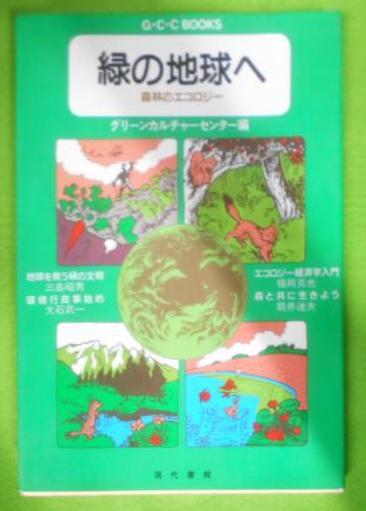 G・C・C BOOKS
緑の地球へ
森林のエコロジー
グリーンカルチャーセンター編
地球を救う緑の文明
三島昭男
環境行政事始め
大石武一
エコロジー経済学入門
福岡克也
森と共に生きよう
筒井迪夫
現代書館